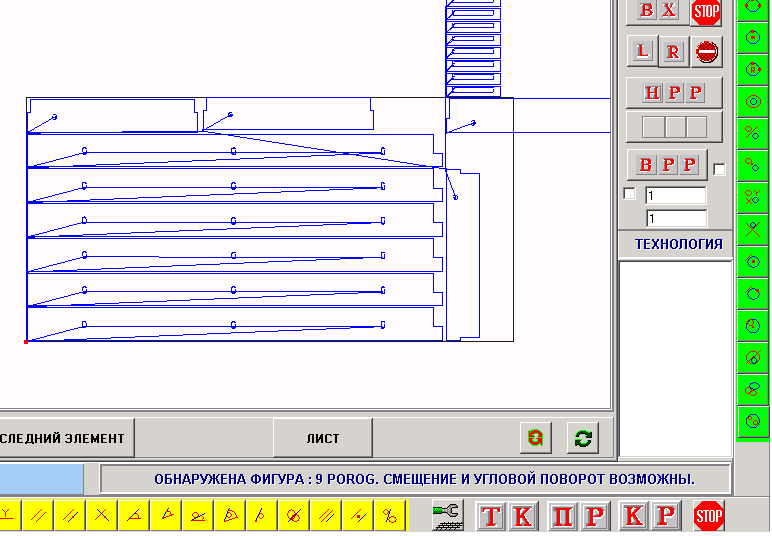 В Х STOP
L R
Н Р Р
В Р Р
1
1
ТЕХНОЛОГИЯ
СЛЕДНИЙ ЭЛЕМЕНТ ЛИСТ
ОБНАРУЖЕНА ФИГУРА : 9 POROG. СМЕЩЕНИЕ И УГЛОВОЙ ПОВОРОТ ВОЗМОЖНЫ.
Т К П Р К Р STOP